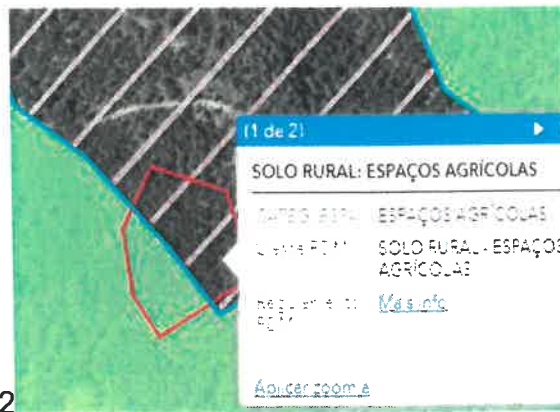 (1 de 2)
SOLO RURAL: ESPAÇOS AGRÍCOLAS
ESPAÇOS AGRÍCOLAS
SOLO RURAL - ESPAÇOS
AGRÍCOLAS
Mais info
Aplicar zoom a
2